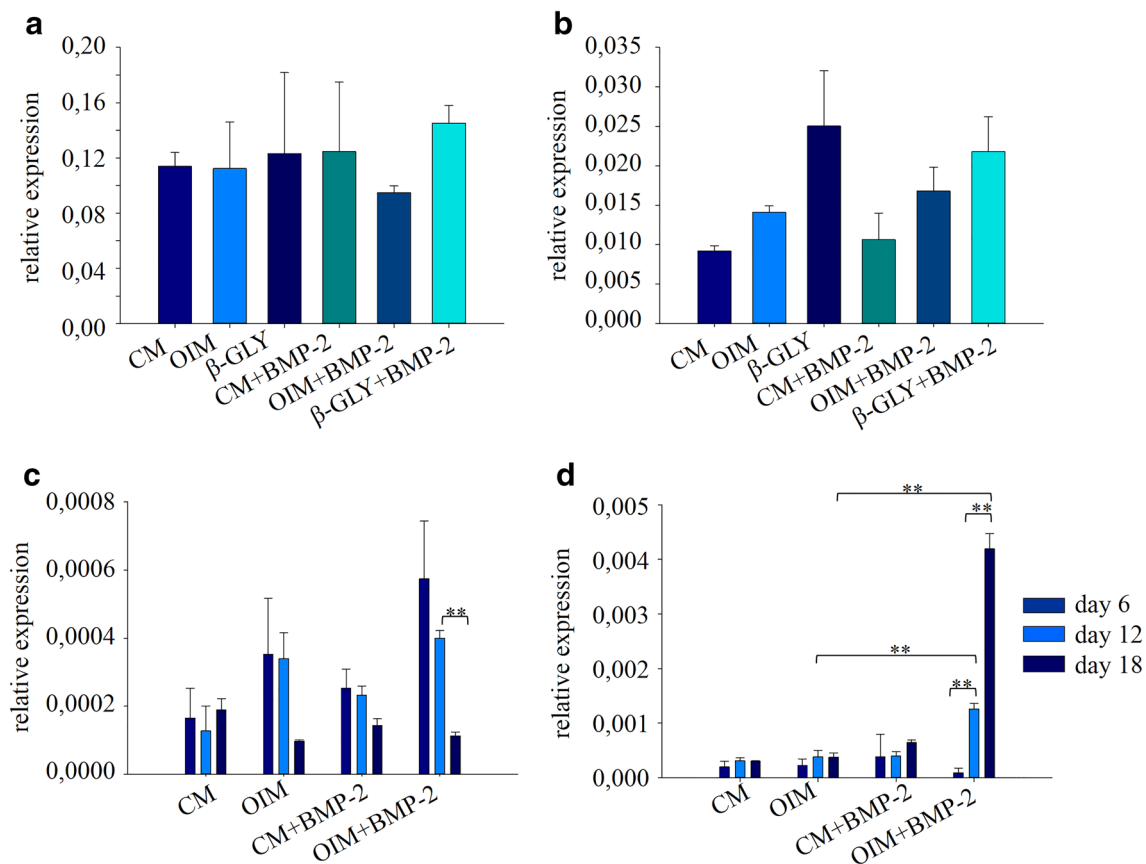 a
relative expression
0,20
0,16
0,12
0,08
0,04
0,00
CM
OIM
β-GLY
CM+BMP-2
OIM+BMP-2
β-GLY+BMP-2
b
relative expression
0,035
0,030
0,025
0,020
0,015
0,010
0,005
0,000
CM
OIM
β-GLY
CM+BMP-2
OIM+BMP-2
β-GLY+BMP-2
c
relative expression
0,0008
0,0006
0,0004
0,0002
0,0000
**
CM
OIM
CM+BMP-2
OIM+BMP-2
d
relative expression
0,005
0,004
0,003
0,002
0,001
0,000
**
**
**
**
CM
OIM
CM+BMP-2
OIM+BMP-2
day 6
day 12
day 18